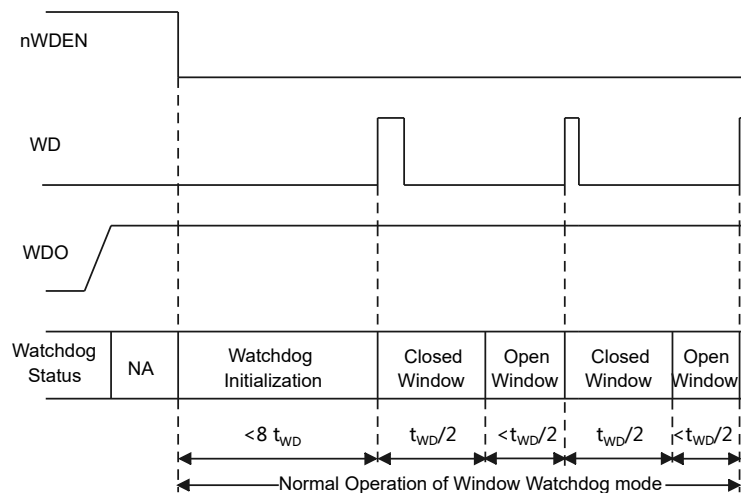 nWDEN
WD
WDO
Watchdog Status
NA
Watchdog Initialization
Closed Window
Open Window
Closed Window
Open Window
<8 tWD
tWD/2
<tWD/2
tWD/2
<tWD/2
Normal Operation of Window Watchdog mode